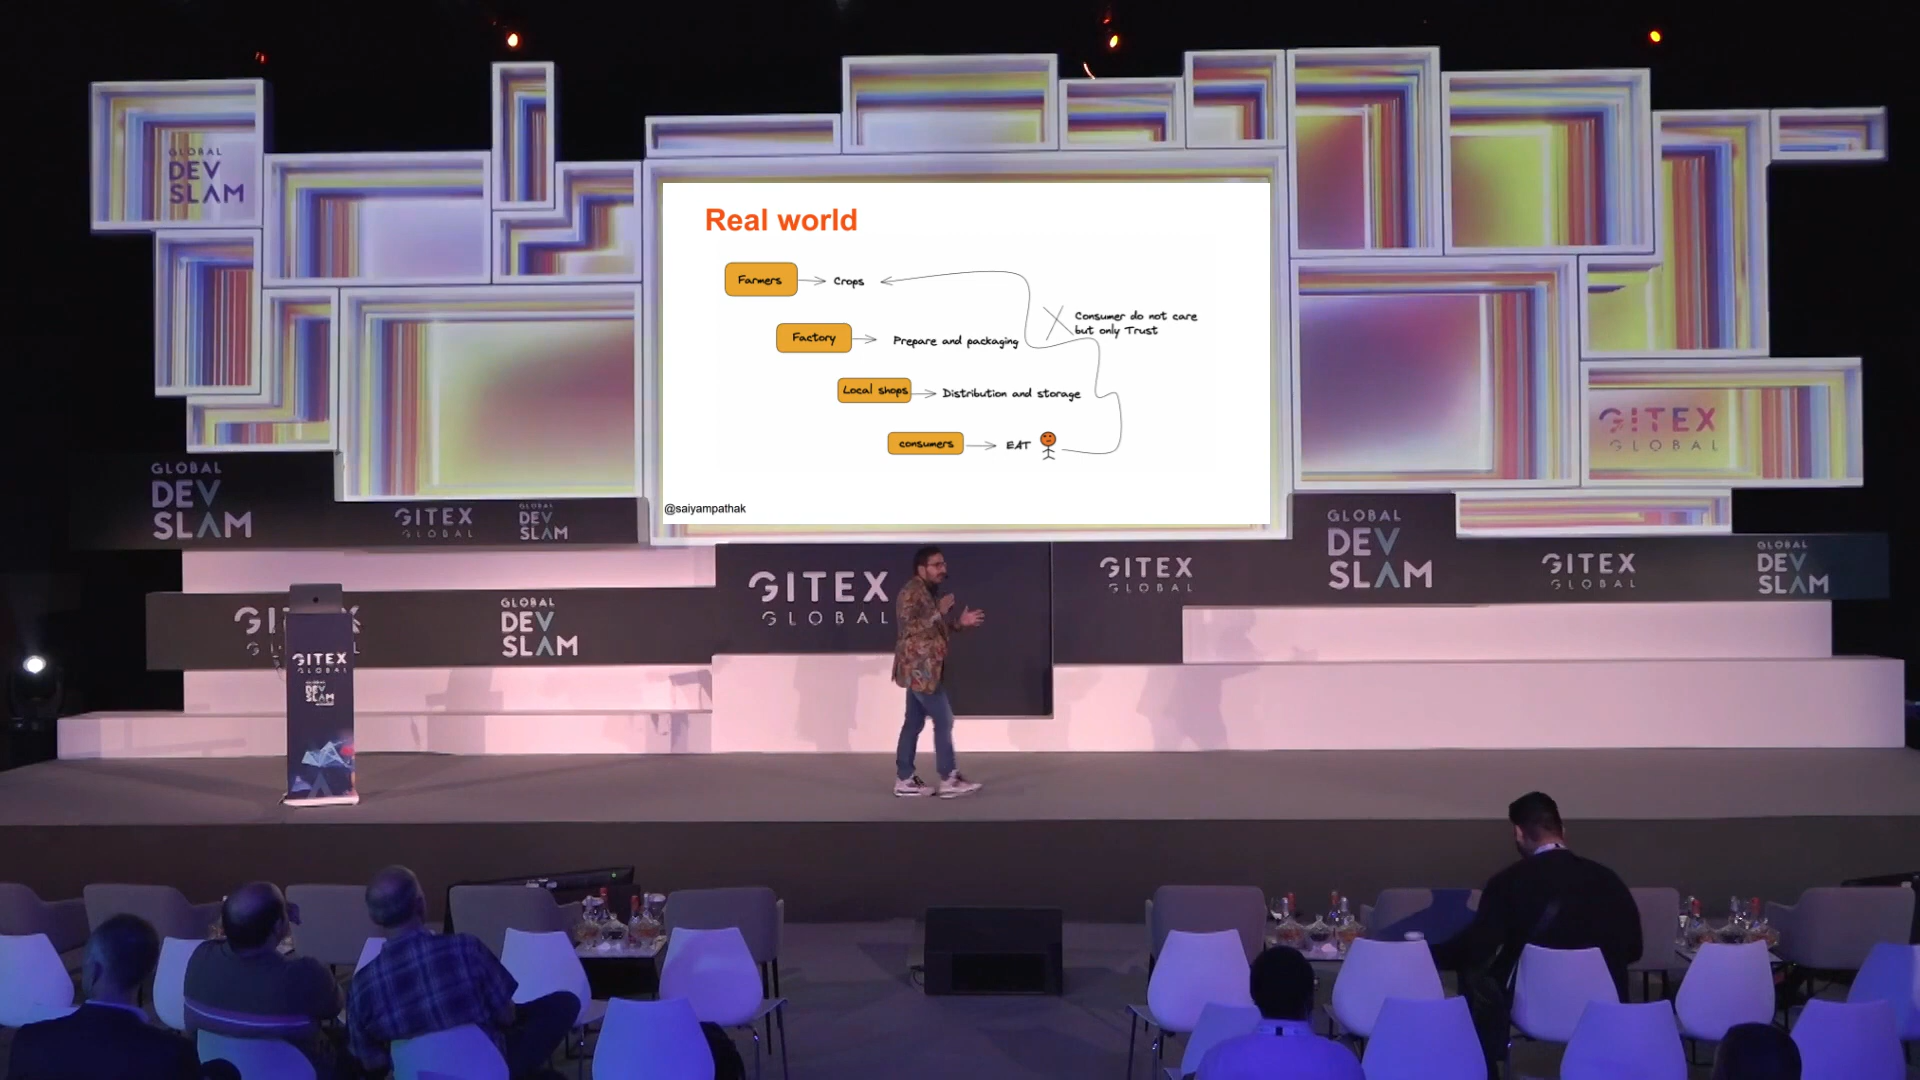 GLOBAL
DEV
SLAM
Real world
Farmers
Crops
Consumer do not care
but only Trust
Factory
Prepare and packaging
Local shops
Distribution and storage
consumers
EAT
@saiyampathak
GITEX
GLOBAL
GLOBAL
DEV
SLAM
GITEX
GLOBAL
GLOBAL
DEV
SLAM
GITEX
GLOBAL
GITEX
GLOBAL
GLOBAL
DEV
SLAM
GITEX
GLOBAL
GLOBAL
DEV
SLAM
GLOBAL
DEV
SLAM
GITEX
GLOBAL
DEV
SLAM